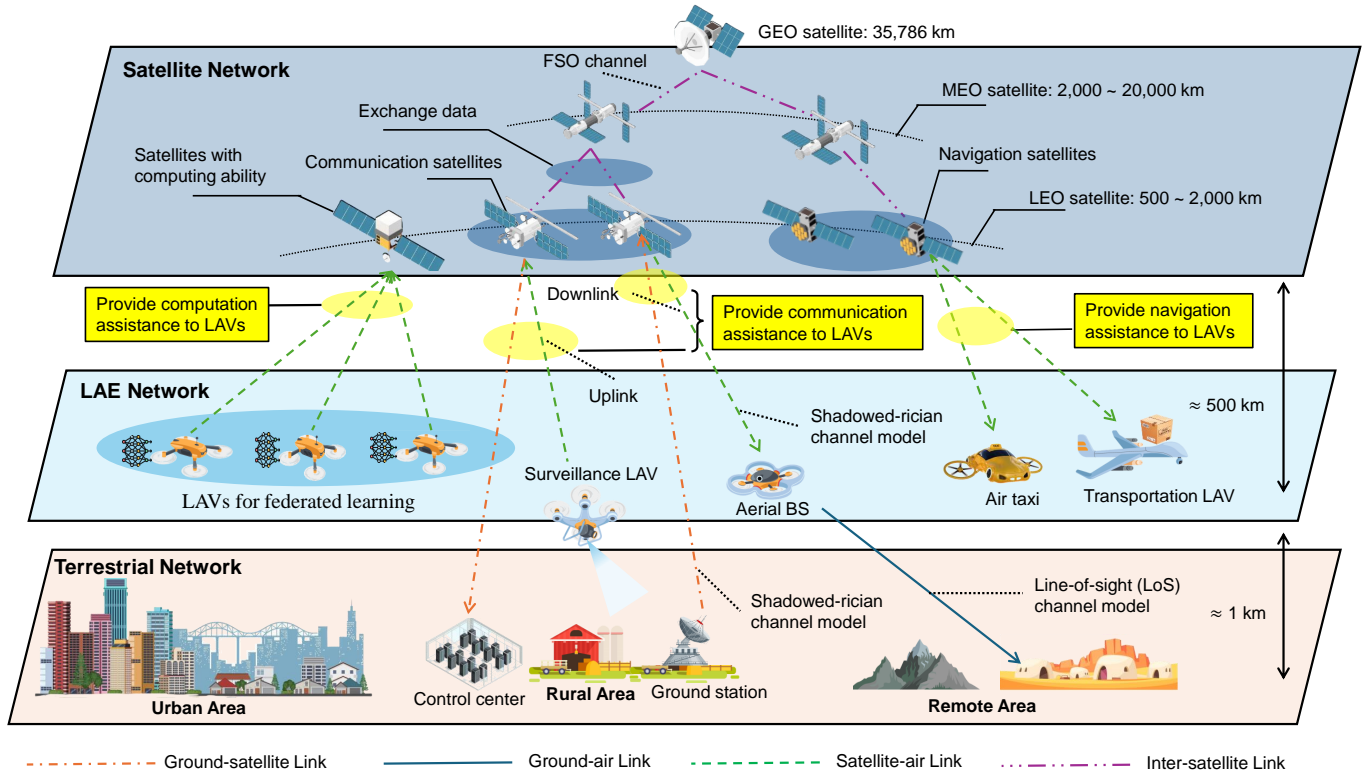 GEO satellite: 35,786 km
Satellite Network
FSO channel
MEO satellite: 2,000 ~ 20,000 km
Exchange data
Satellites with
computing ability
Communication satellites
Navigation satellites
LEO satellite: 500 ~ 2,000 km
Provide computation
assistance to LAVs
Downlink
Provide communication
assistance to LAVs
Provide navigation
assistance to LAVs
LAE Network
Uplink
≈ 500 km
Shadowed-rician
channel model
Surveillance LAV
LAVs for federated learning
Aerial BS
Air taxi
Transportation LAV
Terrestrial Network
Shadowed-rician
channel model
Line-of-sight (LoS)
channel model
≈ 1 km
Control center
Rural Area
Ground station
Urban Area
Remote Area
Ground-satellite Link
Ground-air Link
Satellite-air Link
Inter-satellite Link